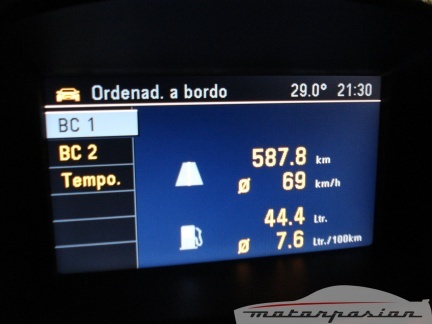 Ordenad. a bordo 29.0° 21:30
BC 1
BC 2
Tempo.
587.8 km
ø 69 km/h
44.4 Ltr.
ø 7.6 Ltr./100km
motorpasion